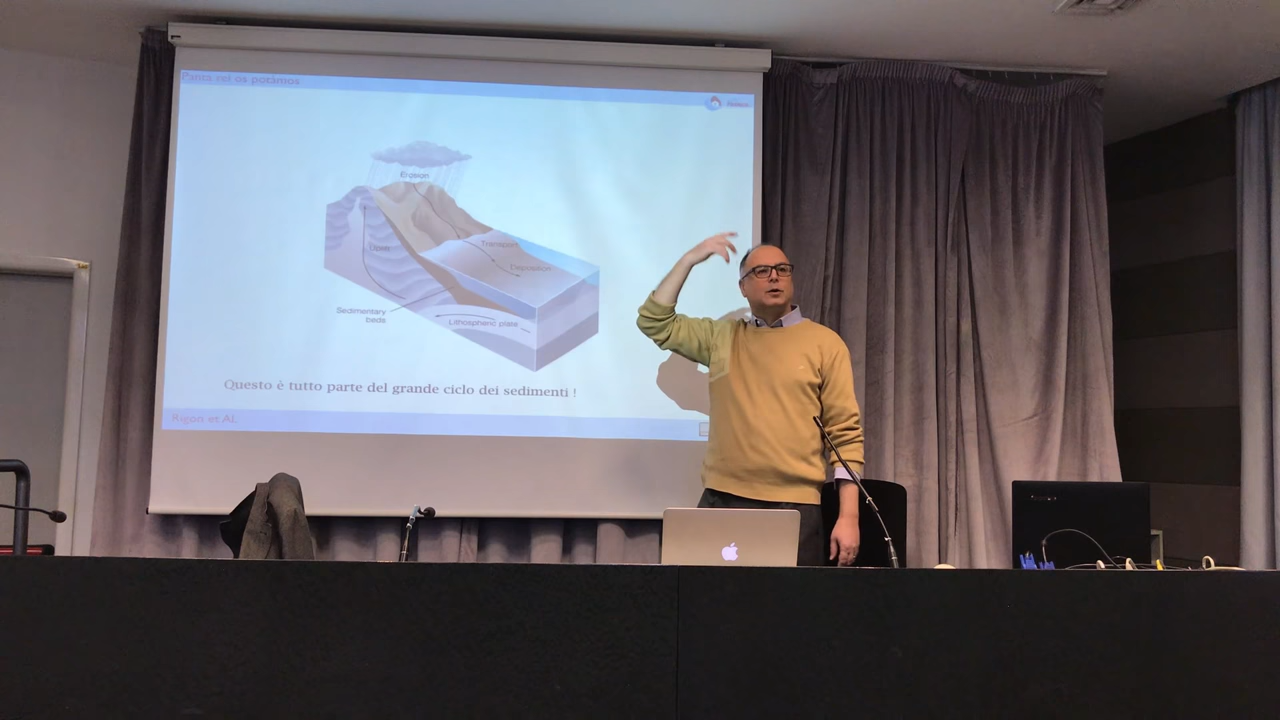 Panta rei os potamòs
Erosion
Uplift
Transport
Deposition
Sedimentary
beds
Lithospheric plate
Questo é tutto parte del grande ciclo dei sedimenti !
Rigon et Al.